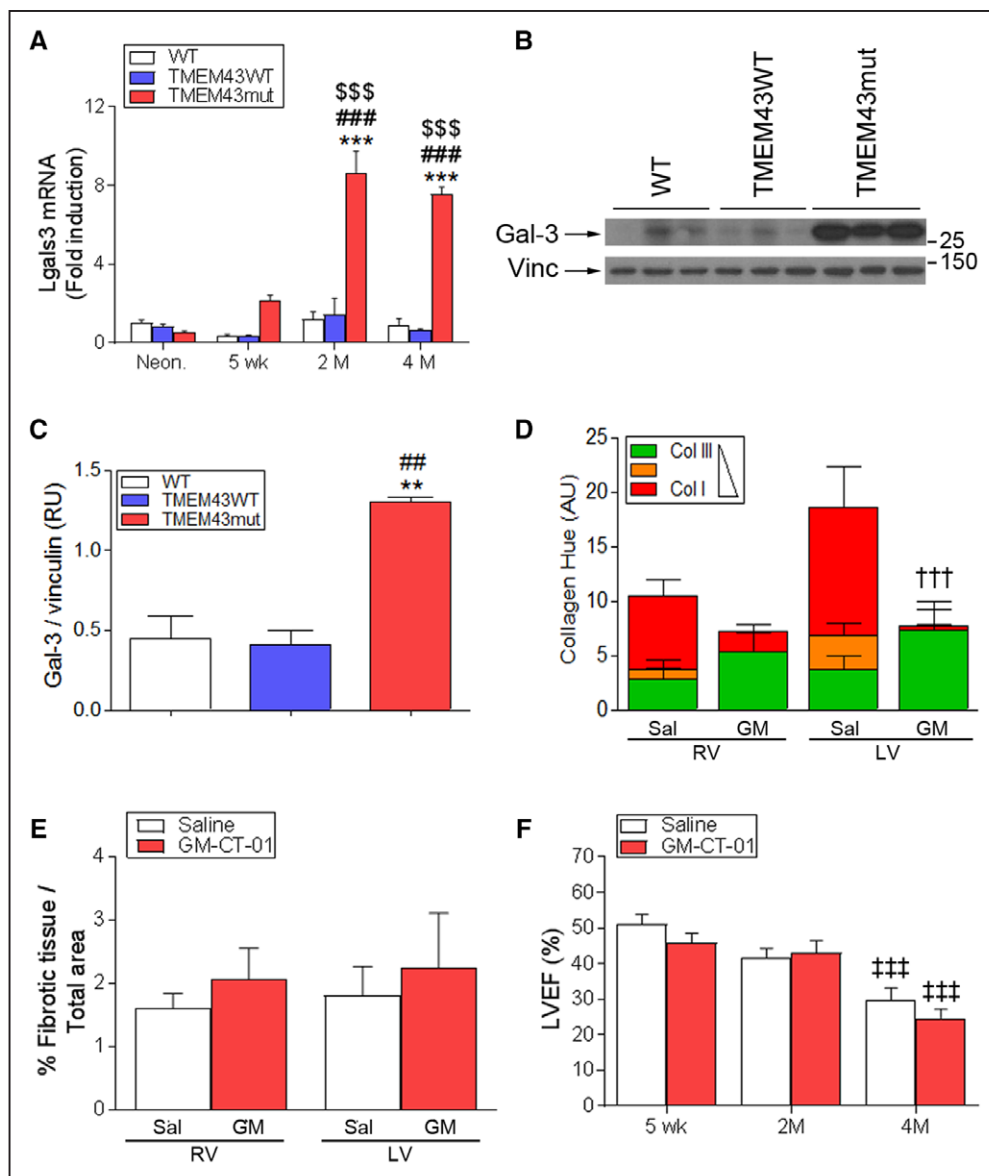 A
WT
TMEM43WT
TMEM43mut
Lgals3 mRNA
(Fold induction)
12
8
4
0
$$$
###
***
$$$
###
***
Neon.
5 wk
2 M
4 M
B
WT
TMEM43WT
TMEM43mut
Gal-3
-25
Vinc
-150
C
WT
TMEM43WT
TMEM43mut
Gal-3 / vinculin (RU)
1.5
1.0
0.5
0.0
##
**
D
Col III
Col I
Collagen Hue (AU)
25
20
15
10
5
0
†††
Sal
GM
Sal
GM
RV
LV
E
Saline
GM-CT-01
% Fibrotic tissue /
Total area
4
3
2
1
0
Sal
GM
Sal
GM
RV
LV
F
Saline
GM-CT-01
LVEF (%)
70
60
50
40
30
20
10
0
‡‡‡
‡‡‡
5 wk
2M
4M